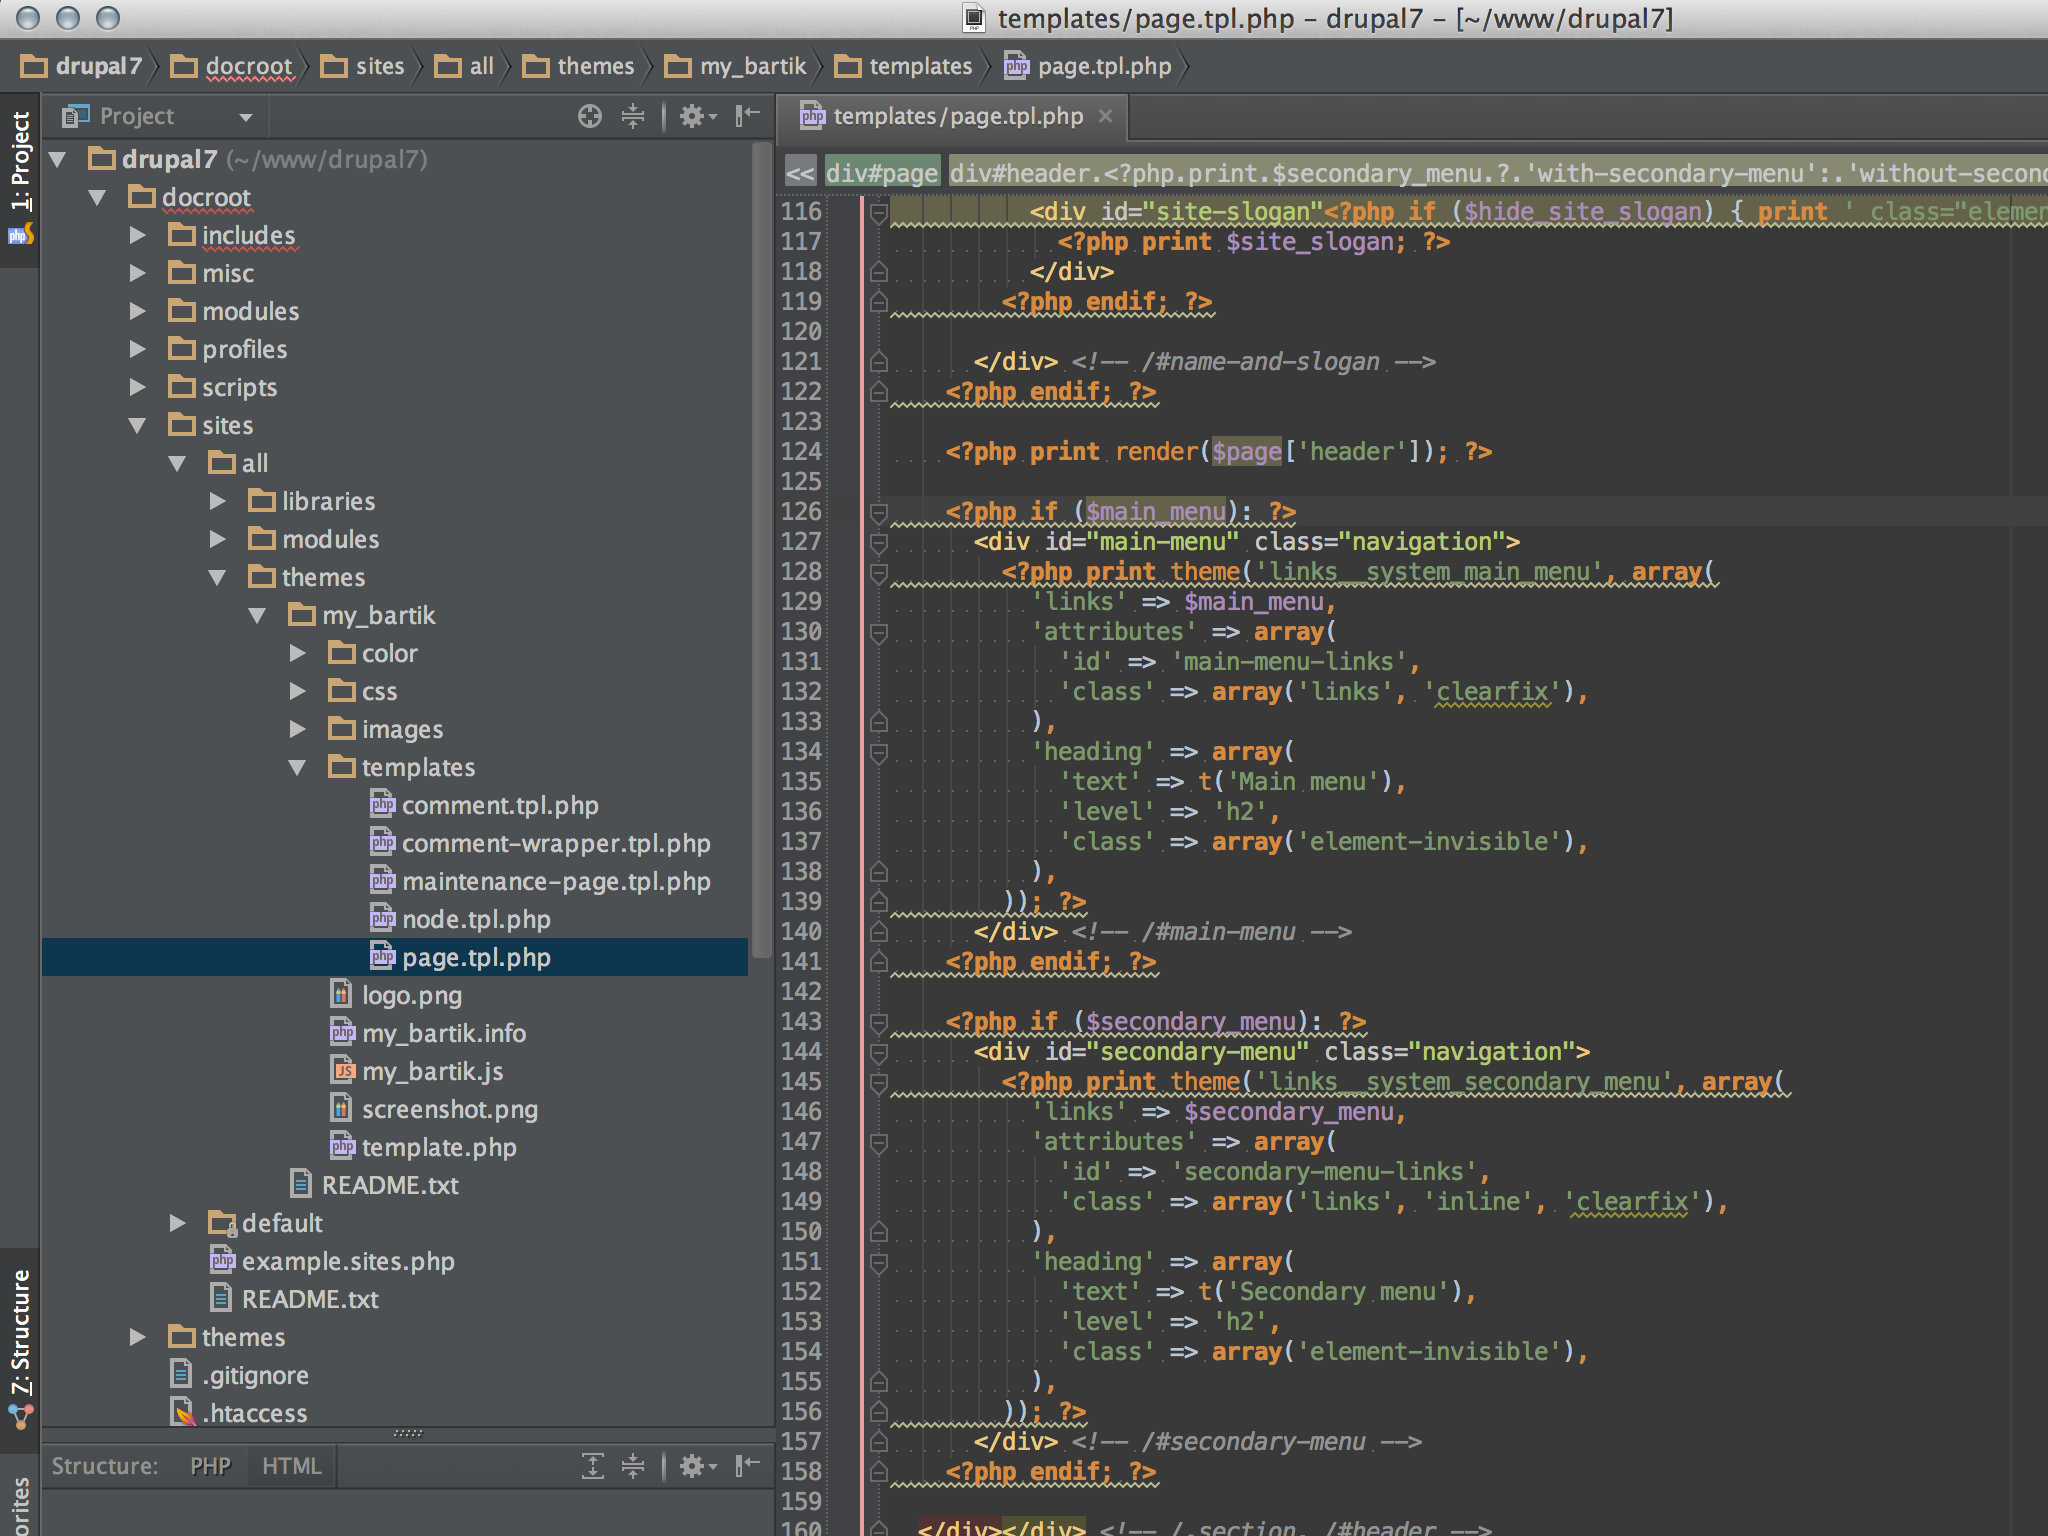 templates/page.tpl.php – drupal7 – [~/www/drupal7]
drupal7 docroot sites all themes my_bartik templates page.tpl.php
1: Project
Project
drupal7 (~/www/drupal7)
docroot
includes
misc
modules
profiles
scripts
sites
all
libraries
modules
themes
my_bartik
color
css
images
templates
comment.tpl.php
comment-wrapper.tpl.php
maintenance-page.tpl.php
node.tpl.php
page.tpl.php
logo.png
my_bartik.info
my_bartik.js
screenshot.png
template.php
README.txt
default
example.sites.php
README.txt
themes
.gitignore
.htaccess
7: Structure
Structure: PHP HTML
orites
templates/page.tpl.php
<< div#page div#header.<?php.print.$secondary_menu.?.'with-secondary-menu':.'without-secon
116 <div id="site-slogan"<?php if ($hide_site_slogan) { print ' class="elemen
117 <?php print $site_slogan; ?>
118 </div>
119 <?php endif; ?>
120
121 </div> <!-- /#name-and-slogan -->
122 <?php endif; ?>
123
124 <?php print render($page['header']); ?>
125
126 <?php if ($main_menu): ?>
127 <div id="main-menu" class="navigation">
128 <?php print theme('links__system_main_menu', array(
129 'links' => $main_menu,
130 'attributes' => array(
131 'id' => 'main-menu-links',
132 'class' => array('links', 'clearfix'),
133 ),
134 'heading' => array(
135 'text' => t('Main menu'),
136 'level' => 'h2',
137 'class' => array('element-invisible'),
138 ),
139 )); ?>
140 </div> <!-- /#main-menu -->
141 <?php endif; ?>
142
143 <?php if ($secondary_menu): ?>
144 <div id="secondary-menu" class="navigation">
145 <?php print theme('links__system_secondary_menu', array(
146 'links' => $secondary_menu,
147 'attributes' => array(
148 'id' => 'secondary-menu-links',
149 'class' => array('links', 'inline', 'clearfix'),
150 ),
151 'heading' => array(
152 'text' => t('Secondary menu'),
153 'level' => 'h2',
154 'class' => array('element-invisible'),
155 ),
156 )); ?>
157 </div> <!-- /#secondary-menu -->
158 <?php endif; ?>
159
160 </div></div> <!-- /.section, /#header -->